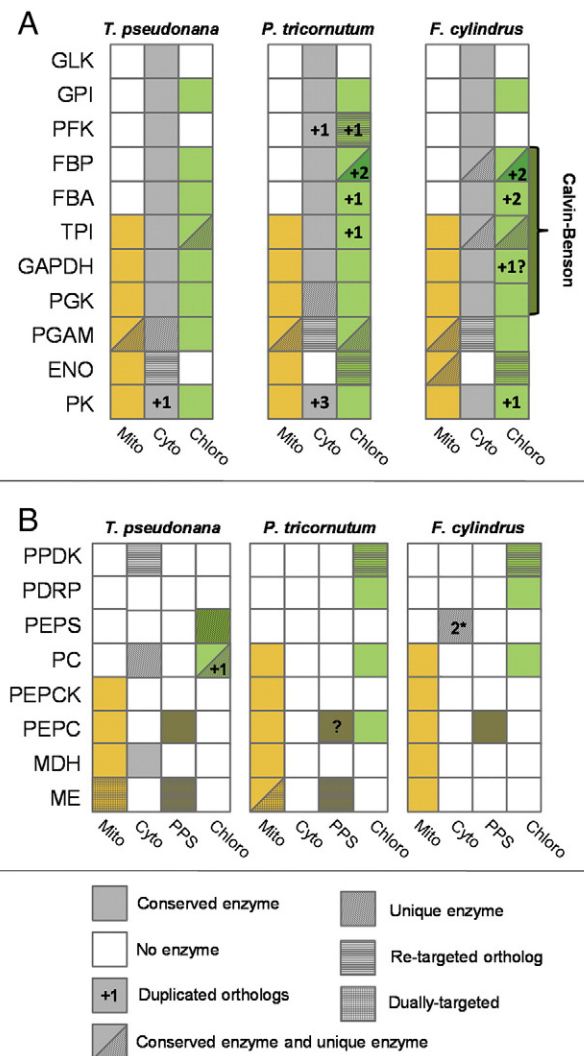 A
T. pseudonana P. tricornutum F. cylindrus
GLK
GPI
PFK +1 +1
FBP +2 +2
FBA +1 +2
TPI +1
GAPDH +1?
PGK
PGAM
ENO
PK +1 +3 +1
Calvin-Benson
Mito Cyto Chloro Mito Cyto Chloro Mito Cyto Chloro
B
T. pseudonana P. tricornutum F. cylindrus
PPDK
PDRP
PEPS 2*
PC +1
PEPCK
PEPC ?
MDH
ME
Mito Cyto PPS Chloro Mito Cyto PPS Chloro Mito Cyto PPS Chloro
Conserved enzyme Unique enzyme
No enzyme Re-targeted ortholog
+1 Duplicated orthologs Dually-targeted
Conserved enzyme and unique enzyme